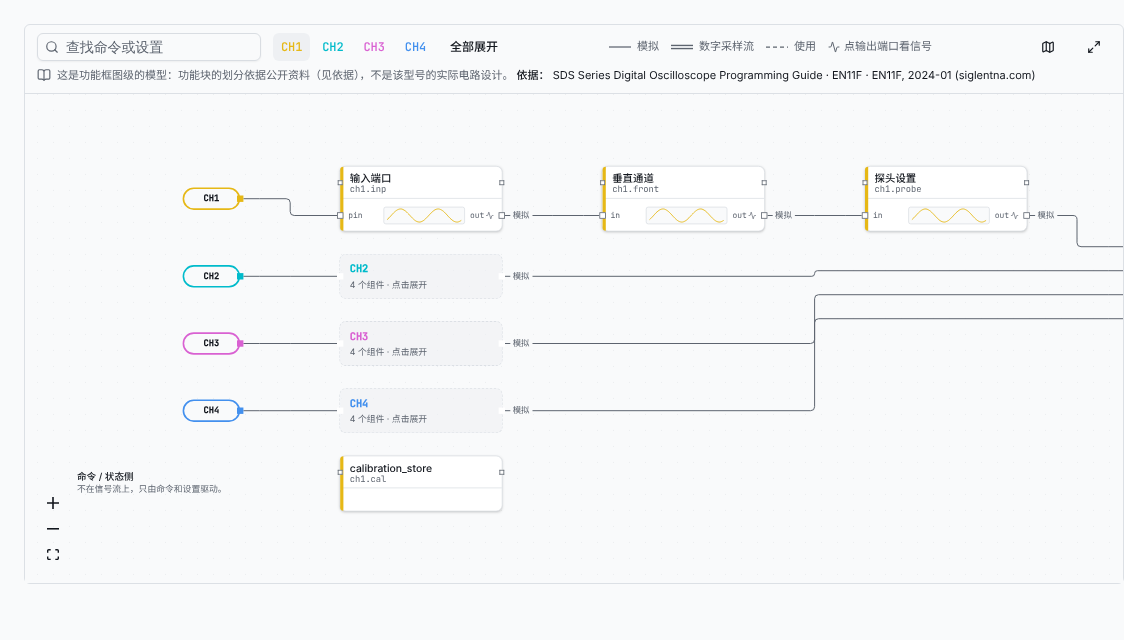 查找命令或设置
CH1 CH2 CH3 CH4 全部展开
模拟 数字采样流 使用 点输出端口看信号
这是功能框图级的模型：功能块的划分依据公开资料（见依据），不是该型号的实际电路设计。 依据： SDS Series Digital Oscilloscope Programming Guide · EN11F · EN11F, 2024-01 (siglentna.com)
输入端口
ch1.inp
pin out 模拟
垂直通道
ch1.front
in out 模拟
探头设置
ch1.probe
in out 模拟
CH1
CH2
CH2
4 个组件 · 点击展开
模拟
CH3
CH3
4 个组件 · 点击展开
模拟
CH4
CH4
4 个组件 · 点击展开
模拟
calibration_store
ch1.cal
命令 / 状态侧
不在信号流上，只由命令和设置驱动。